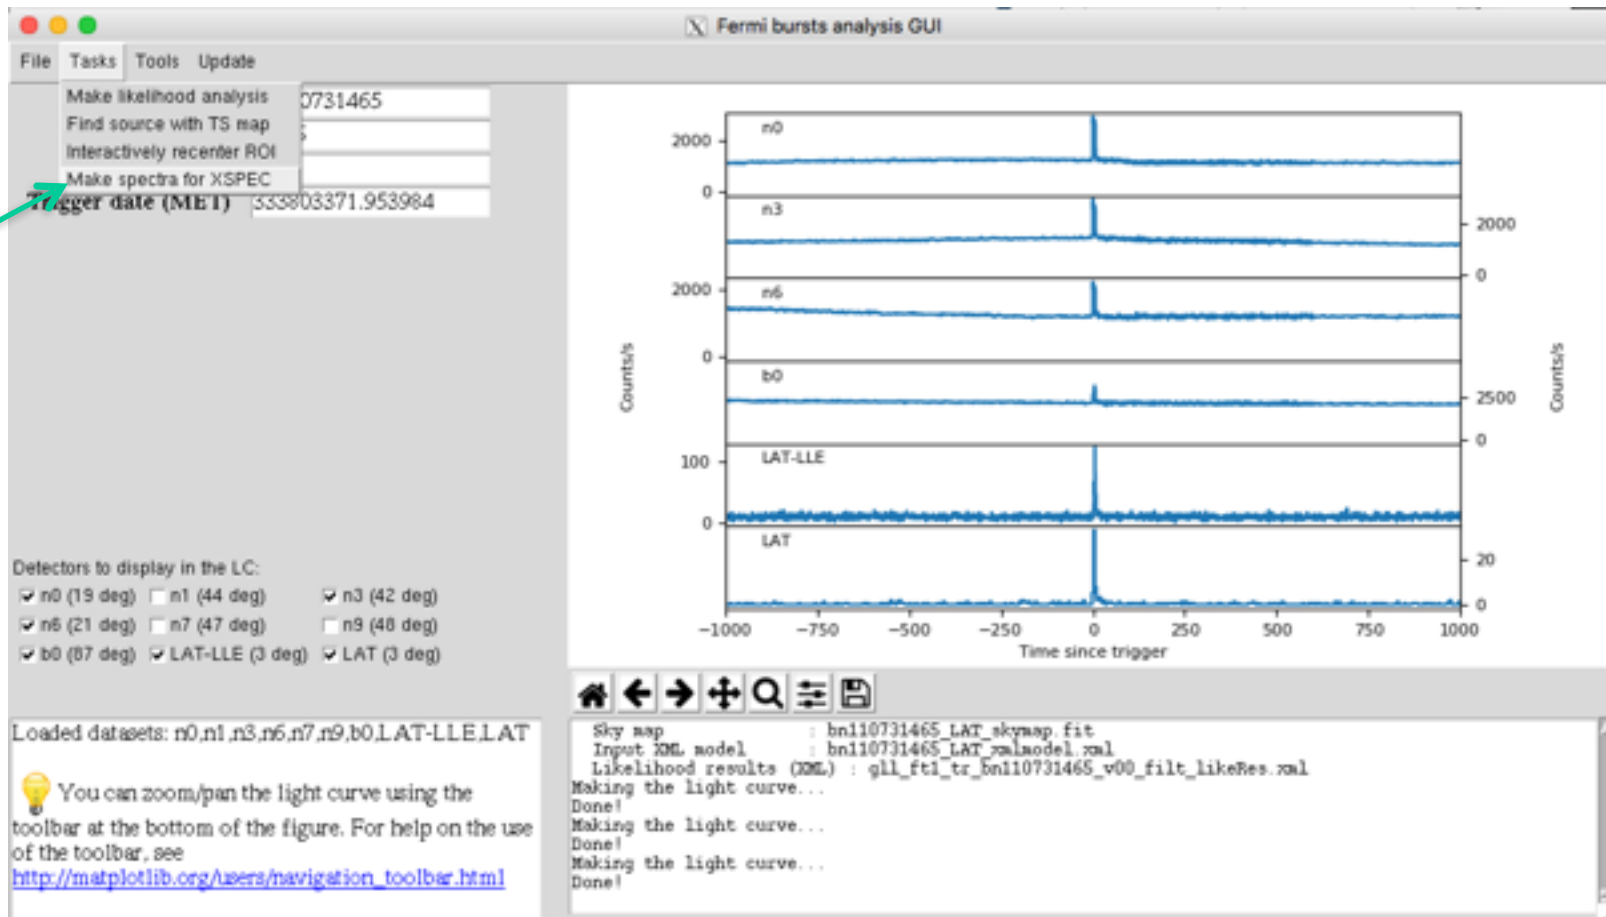 Fermi bursts analysis GUI
File Tasks Tools Update
Make likelihood analysis
Find source with TS map
Interactively recenter ROI
Make spectra for XSPEC
0731465
Trigger date (MET) 333803371.953984
n0
2000
0
n3
2000
0
n6
2000
0
b0
2500
0
LAT-LLE
100
0
LAT
20
0
Counts/s
Counts/s
−1000 −750 −500 −250 0 250 500 750 1000
Time since trigger
Detectors to display in the LC:
n0 (19 deg) n1 (44 deg) n3 (42 deg)
n6 (21 deg) n7 (47 deg) n9 (48 deg)
b0 (87 deg) LAT-LLE (3 deg) LAT (3 deg)
Loaded datasets: n0,n1,n3,n6,n7,n9,b0,LAT-LLE,LAT
You can zoom/pan the light curve using the
toolbar at the bottom of the figure. For help on the use
of the toolbar, see
http://matplotlib.org/users/navigation_toolbar.html
Sky map : bn110731465_LAT_skymap.fit
Input XML model : bn110731465_LAT_xmlmodel.xml
Likelihood results (XML) : gll_ft1_tr_bn110731465_v00_filt_likeRes.xml
Making the light curve...
Done!
Making the light curve...
Done!
Making the light curve...
Done!